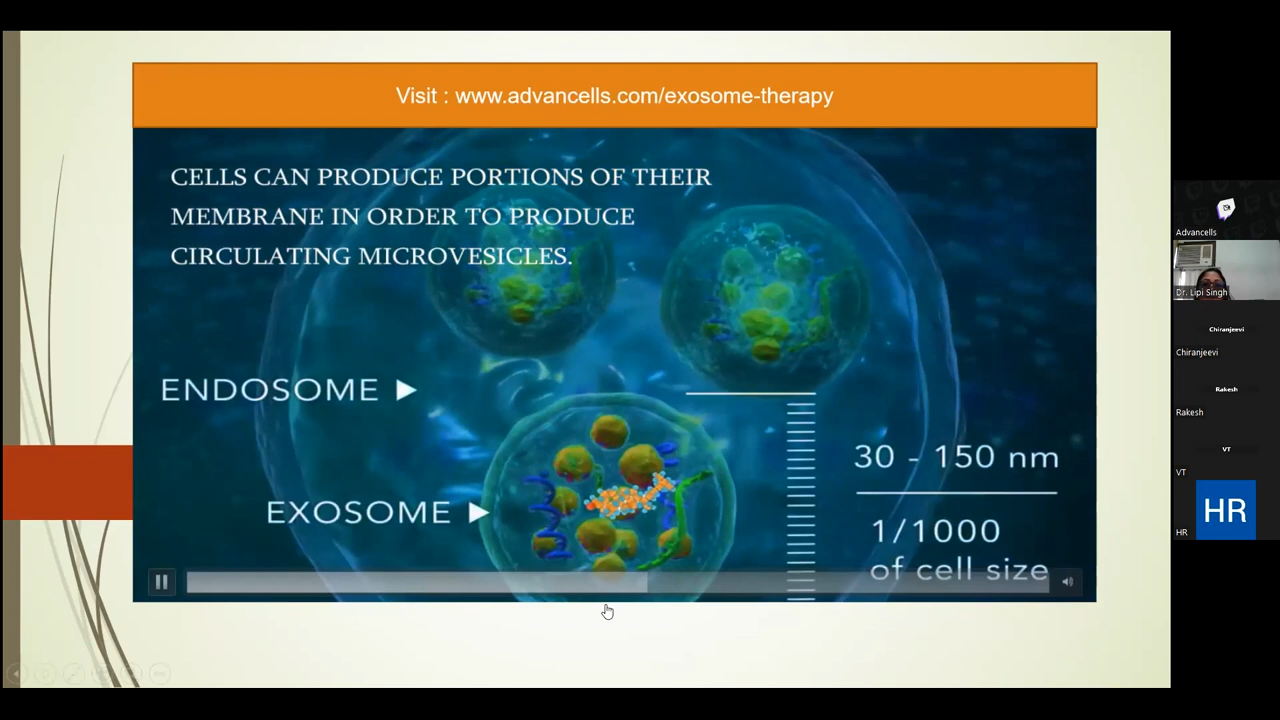 Visit : www.advancells.com/exosome-therapy
CELLS CAN PRODUCE PORTIONS OF THEIR
MEMBRANE IN ORDER TO PRODUCE
CIRCULATING MICROVESICLES.
ENDOSOME
EXOSOME
30 - 150 nm
1/1000
of cell size
Advancells
Dr. Lipi Singh
Chiranjeevi
Chiranjeevi
Rakesh
Rakesh
VT
VT
HR
HR